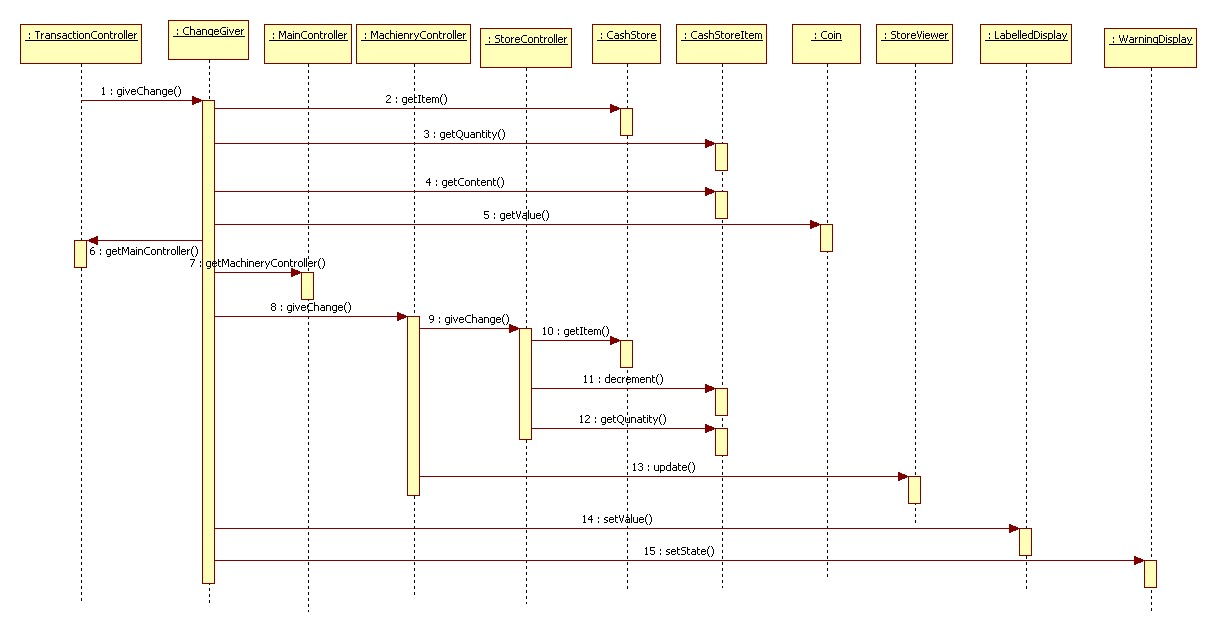 : TransactionController
: ChangeGiver
: MainController
: MachienryController
: StoreController
: CashStore
: CashStoreItem
: Coin
: StoreViewer
: LabelledDisplay
: WarningDisplay
1 : giveChange()
2 : getItem()
3 : getQuantity()
4 : getContent()
5 : getValue()
6 : getMainController()
7 : getMachineryController()
8 : giveChange()
9 : giveChange()
10 : getItem()
11 : decrement()
12 : getQunatity()
13 : update()
14 : setValue()
15 : setState()